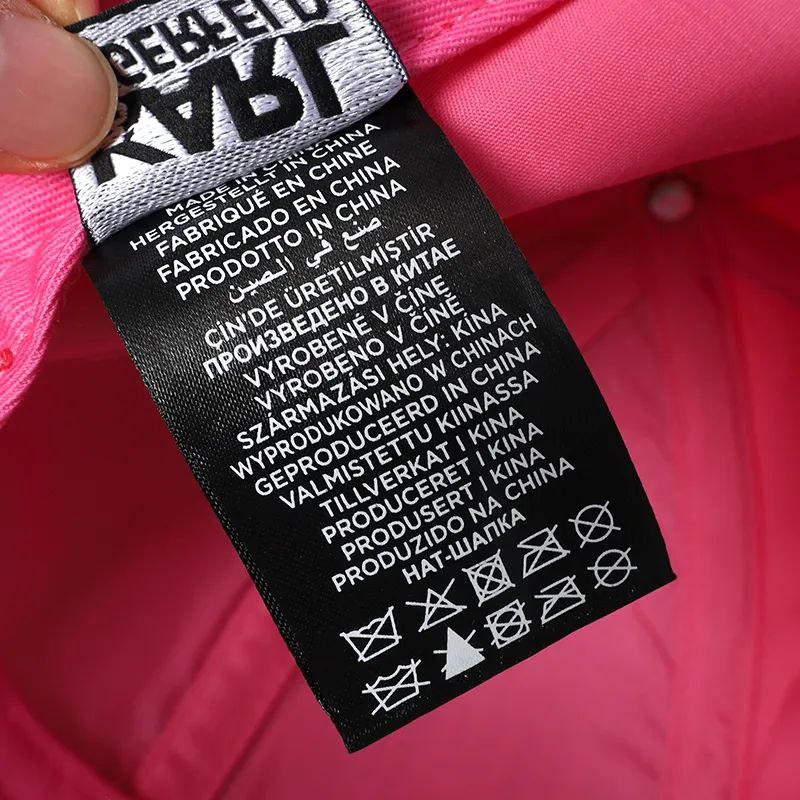 KARL
LAGERFELD
MADE IN CHINA
HERGESTELLT IN CHINA
FABRIQUÉ EN CHINE
FABRICADO EN CHINA
PRODOTTO IN CHINA
صنع في الصين
ÇIN DE ÜRETILMIŞTIR
ПРОИЗВЕДЕНО В КИТАЕ
VYROBENE V ČÍNE
VYROBENO V ČÍNĚ
SZÁRMAZÁSI HELY: KÍNA
WYPRODUKOWANO W CHINACH
GEPRODUCEERD IN CHINA
VALMISTETTU KIINASSA
TILLVERKAT I KINA
PRODUCERET I KINA
PRODUSERT I KINA
PRODUZIDO NA CHINA
HAT-ШАПКА